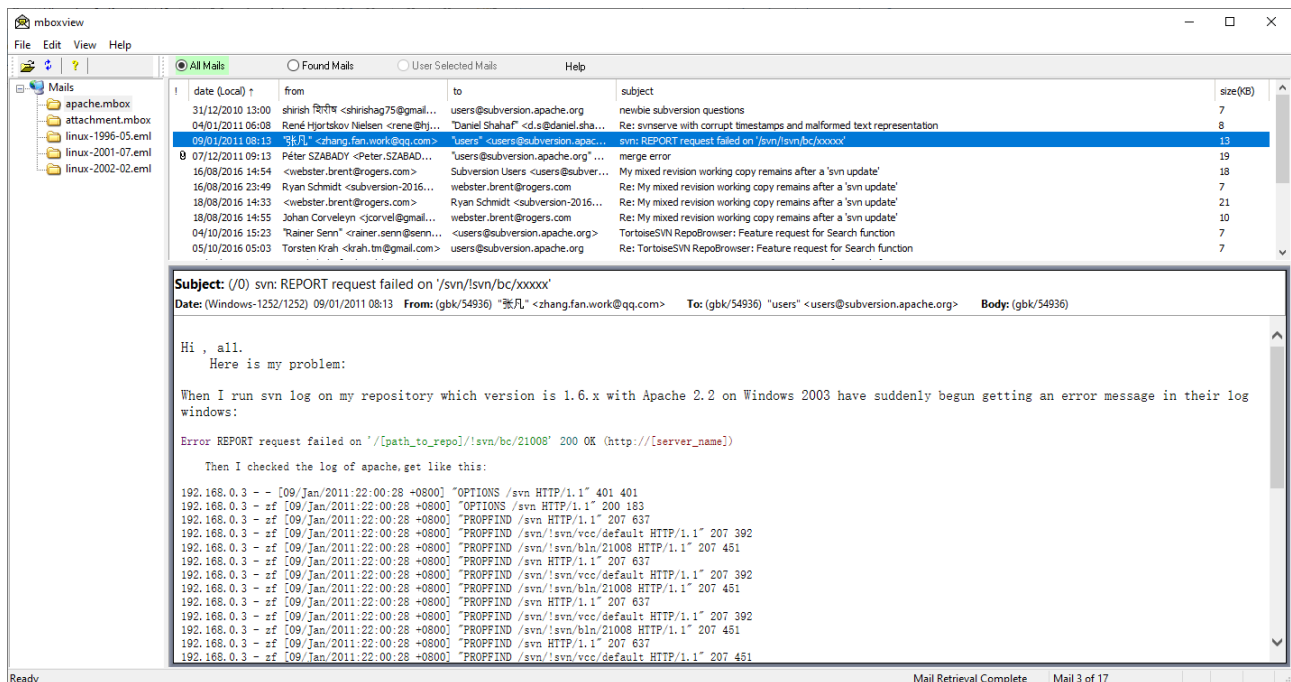 mboxview
File Edit View Help
All Mails Found Mails User Selected Mails Help
Mails
apache.mbox
attachment.mbox
linux-1996-05.eml
linux-2001-07.eml
linux-2002-02.eml
! date (Local) ↑ from to subject size(KB)
31/12/2010 13:00 shirish शिरीष <shirishag75@gmail... users@subversion.apache.org newbie subversion questions 7
04/01/2011 06:08 René Hjortskov Nielsen <rene@hj... "Daniel Shahaf" <d.s@daniel.sha... Re: svnserve with corrupt timestamps and malformed text representation 8
09/01/2011 08:13 "张凡" <zhang.fan.work@qq.com> "users" <users@subversion.apac... svn: REPORT request failed on '/svn/!svn/bc/xxxxx' 13
07/12/2011 09:13 Péter SZABADY <Peter.SZABAD... "users@subversion.apache.org" ... merge error 19
16/08/2016 14:54 <webster.brent@rogers.com> Subversion Users <users@subver... My mixed revision working copy remains after a 'svn update' 18
16/08/2016 23:49 Ryan Schmidt <subversion-2016... webster.brent@rogers.com Re: My mixed revision working copy remains after a 'svn update' 7
18/08/2016 14:33 <webster.brent@rogers.com> Ryan Schmidt <subversion-2016... Re: My mixed revision working copy remains after a 'svn update' 21
18/08/2016 14:55 Johan Corveleyn <jcorvel@gmail... webster.brent@rogers.com Re: My mixed revision working copy remains after a 'svn update' 10
04/10/2016 15:23 "Rainer Senn" <rainer.senn@senn... <users@subversion.apache.org> TortoiseSVN RepoBrowser: Feature request for Search function 7
05/10/2016 05:03 Torsten Krah <krah.tm@gmail.com> users@subversion.apache.org Re: TortoiseSVN RepoBrowser: Feature request for Search function 7
Subject: (/0) svn: REPORT request failed on '/svn/!svn/bc/xxxxx'
Date: (Windows-1252/1252) 09/01/2011 08:13 From: (gbk/54936) "张凡" <zhang.fan.work@qq.com> To: (gbk/54936) "users" <users@subversion.apache.org> Body: (gbk/54936)
Hi , all.
Here is my problem:
When I run svn log on my repository which version is 1.6.x with Apache 2.2 on Windows 2003 have suddenly begun getting an error message in their log
windows:
Error REPORT request failed on '/[path_to_repo]/!svn/bc/21008' 200 OK (http://[server_name])
Then I checked the log of apache,get like this:
192.168.0.3 - - [09/Jan/2011:22:00:28 +0800] "OPTIONS /svn HTTP/1.1" 401 401
192.168.0.3 - zf [09/Jan/2011:22:00:28 +0800] "OPTIONS /svn HTTP/1.1" 200 183
192.168.0.3 - zf [09/Jan/2011:22:00:28 +0800] "PROPFIND /svn HTTP/1.1" 207 637
192.168.0.3 - zf [09/Jan/2011:22:00:28 +0800] "PROPFIND /svn/!svn/vcc/default HTTP/1.1" 207 392
192.168.0.3 - zf [09/Jan/2011:22:00:28 +0800] "PROPFIND /svn/!svn/bln/21008 HTTP/1.1" 207 451
192.168.0.3 - zf [09/Jan/2011:22:00:28 +0800] "PROPFIND /svn HTTP/1.1" 207 637
192.168.0.3 - zf [09/Jan/2011:22:00:28 +0800] "PROPFIND /svn/!svn/vcc/default HTTP/1.1" 207 392
192.168.0.3 - zf [09/Jan/2011:22:00:28 +0800] "PROPFIND /svn/!svn/bln/21008 HTTP/1.1" 207 451
192.168.0.3 - zf [09/Jan/2011:22:00:28 +0800] "PROPFIND /svn HTTP/1.1" 207 637
192.168.0.3 - zf [09/Jan/2011:22:00:28 +0800] "PROPFIND /svn/!svn/vcc/default HTTP/1.1" 207 392
192.168.0.3 - zf [09/Jan/2011:22:00:28 +0800] "PROPFIND /svn/!svn/bln/21008 HTTP/1.1" 207 451
192.168.0.3 - zf [09/Jan/2011:22:00:28 +0800] "PROPFIND /svn HTTP/1.1" 207 637
192.168.0.3 - zf [09/Jan/2011:22:00:28 +0800] "PROPFIND /svn/!svn/vcc/default HTTP/1.1" 207 451
Ready Mail Retrieval Complete Mail 3 of 17